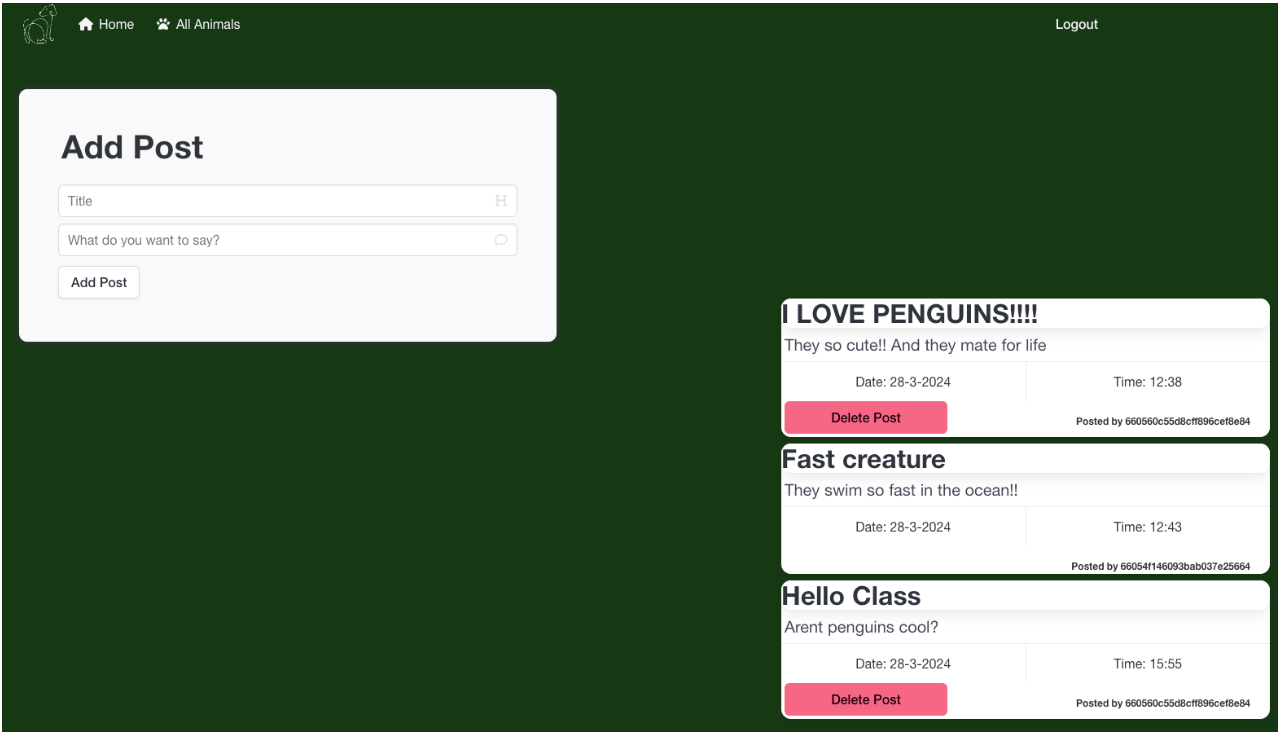 Home All Animals Logout
Add Post
Title
What do you want to say?
Add Post
I LOVE PENGUINS!!!!
They so cute!! And they mate for life
Date: 28-3-2024 Time: 12:38
Delete Post Posted by 660560c55d8cff896cef8e84
Fast creature
They swim so fast in the ocean!!
Date: 28-3-2024 Time: 12:43
Posted by 66054f146093bab037e25664
Hello Class
Arent penguins cool?
Date: 28-3-2024 Time: 15:55
Delete Post Posted by 660560c55d8cff896cef8e84